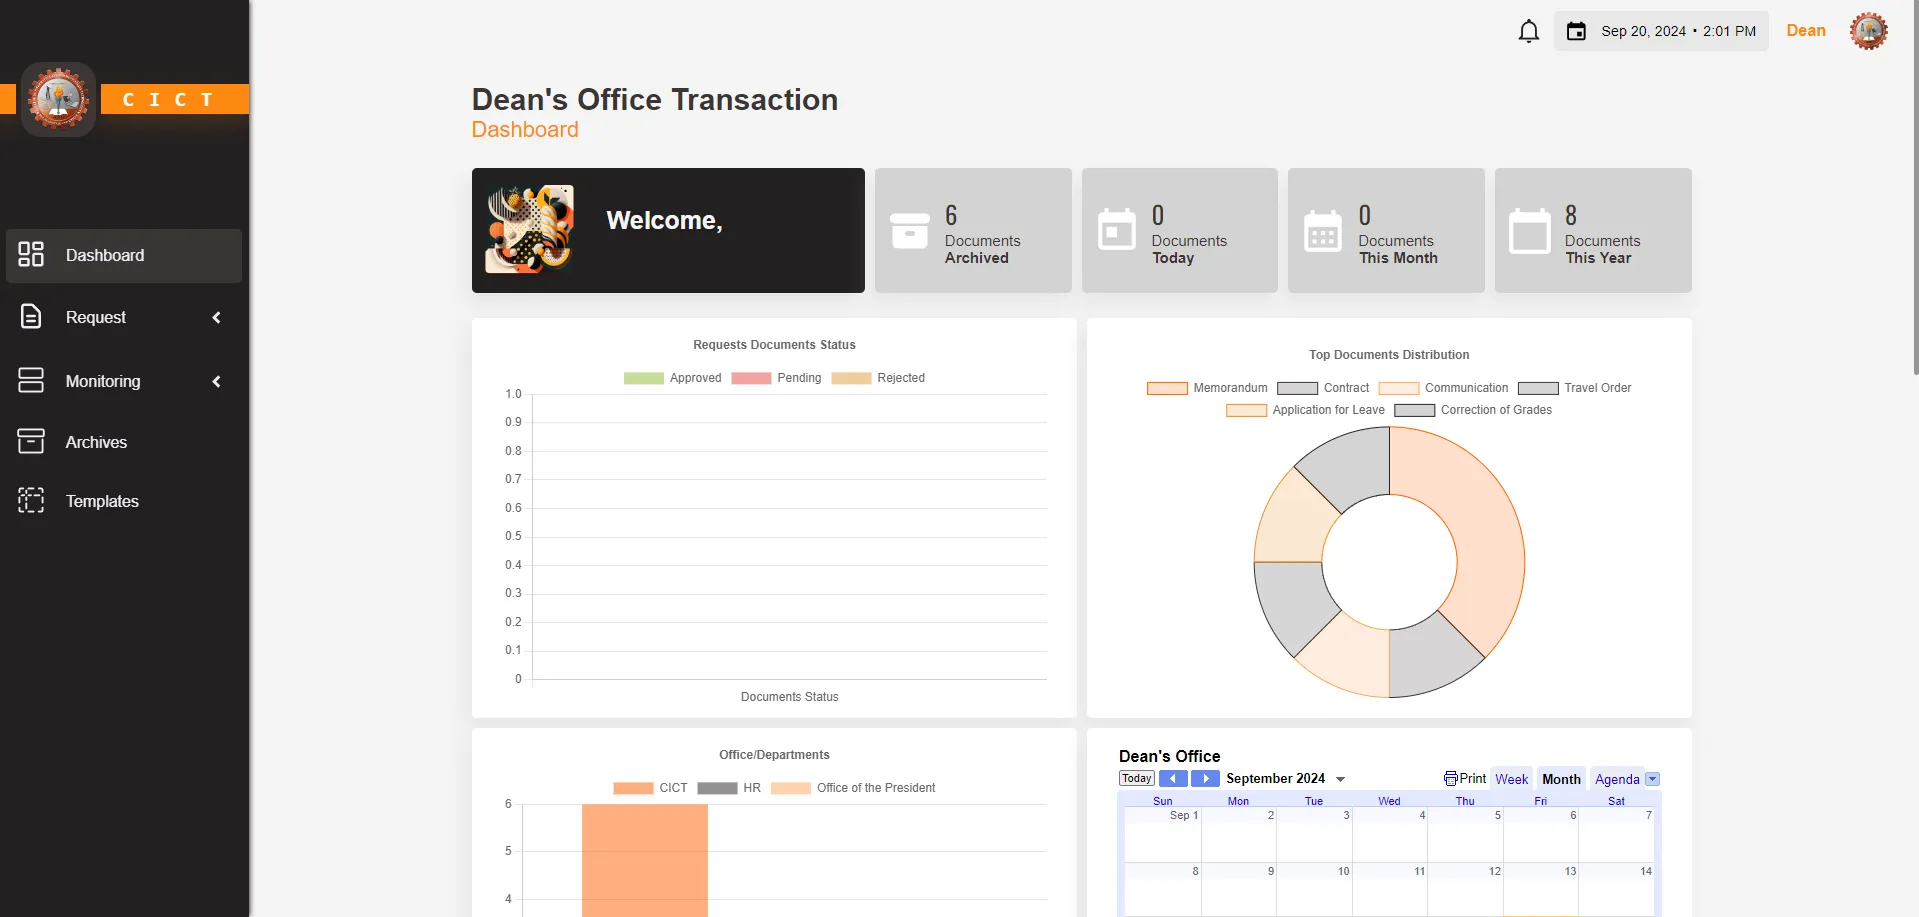 Sep 20, 2024 • 2:01 PM
Dean
C I C T
Dean's Office Transaction
Dashboard
Dashboard
Request
Monitoring
Archives
Templates
Welcome,
6
Documents
Archived
0
Documents
Today
0
Documents
This Month
8
Documents
This Year
Requests Documents Status
Approved Pending Rejected
1.0
0.9
0.8
0.7
0.6
0.5
0.4
0.3
0.2
0.1
0
Documents Status
Top Documents Distribution
Memorandum Contract Communication Travel Order
Application for Leave Correction of Grades
Office/Departments
CICT HR Office of the President
6
5
4
Dean's Office
Today September 2024 Print Week Month Agenda
Sun Mon Tue Wed Thu Fri Sat
Sep 1 2 3 4 5 6 7
8 9 10 11 12 13 14